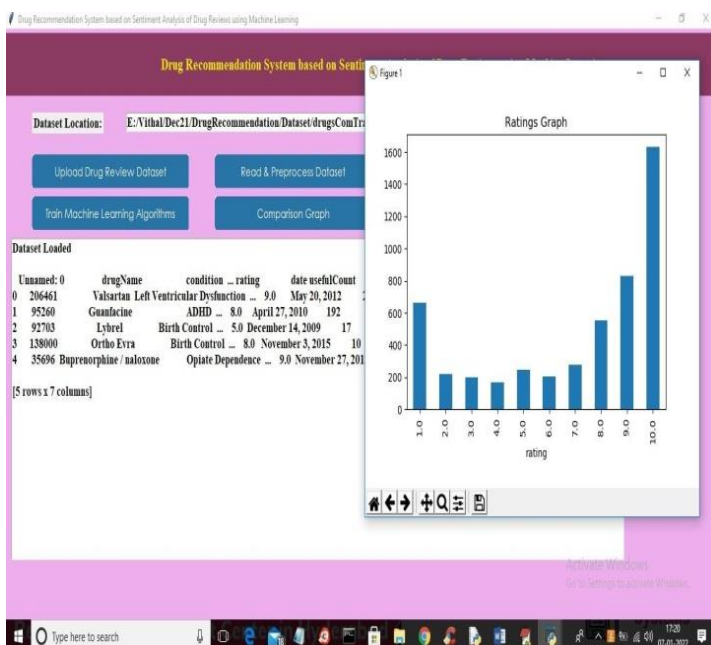 Drug Recommendation System based on Sentiment Analysis of Drug Reviews using Machine Learning
Drug Recommendation System based on Sentim
Dataset Location:
E:/Vithal/Dec21/DrugRecommendation/Dataset/drugsComTra
Upload Drug Review Dataset
Read & Preprocess Dataset
Train Machine Learning Algorithms
Comparison Graph
Dataset Loaded
Unnamed: 0 drugName condition ... rating date usefulCount
0 206461 Valsartan Left Ventricular Dysfunction ... 9.0 May 20, 2012
1 95260 Guanfacine ADHD ... 8.0 April 27, 2010 192
2 92703 Lybrel Birth Control ... 5.0 December 14, 2009 17
3 138000 Ortho Evra Birth Control ... 8.0 November 3, 2015 10
4 35696 Buprenorphine / naloxone Opiate Dependence ... 9.0 November 27, 201
[5 rows x 7 columns]
Figure 1
Ratings Graph
1600
1400
1200
1000
800
600
400
200
0
1.0 2.0 3.0 4.0 5.0 6.0 7.0 8.0 9.0 10.0
rating
Activate Windows
Go to Settings to activate Windows.
Type here to search
17:20
07-01-2022